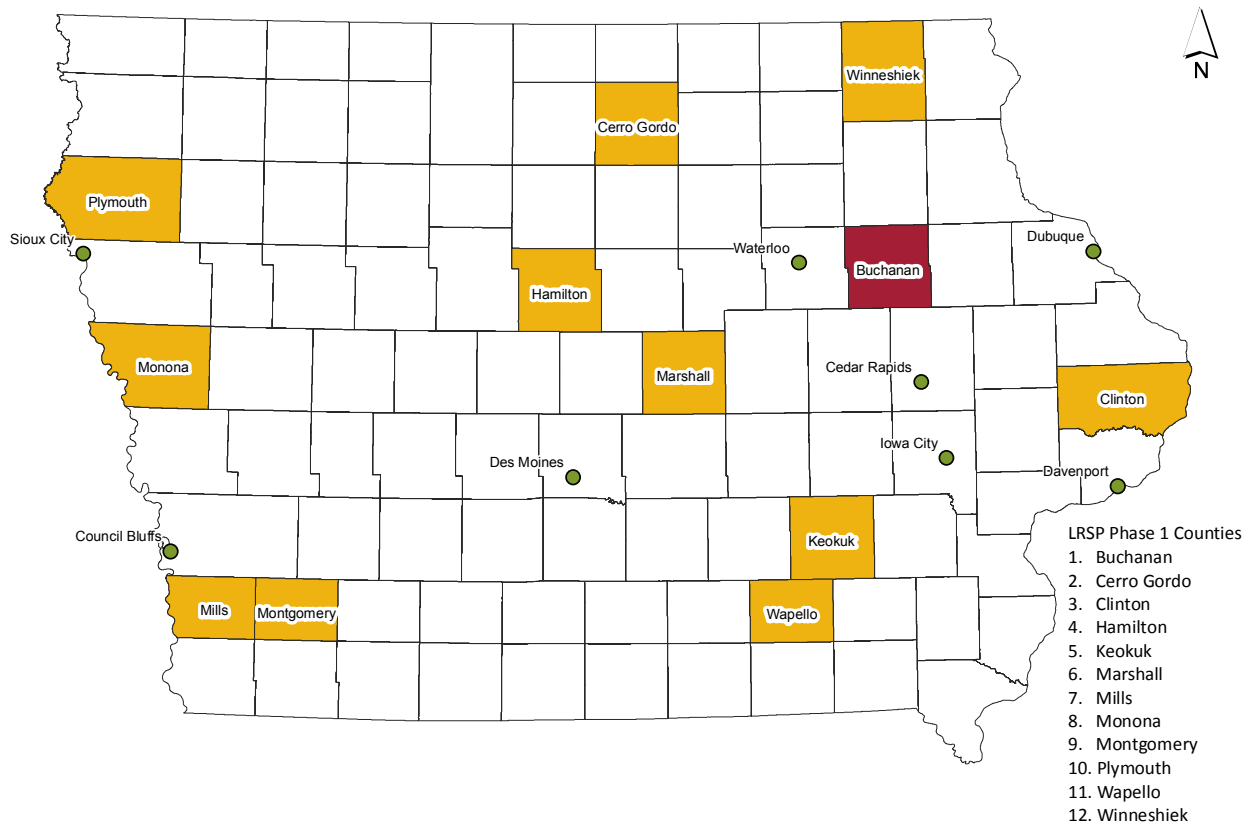 N
Winneshiek
Cerro Gordo
Plymouth
Sioux City
Waterloo
Dubuque
Buchanan
Hamilton
Monona
Marshall
Cedar Rapids
Clinton
Iowa City
Des Moines
Davenport
Council Bluffs
Keokuk
Mills
Montgomery
Wapello
LRSP Phase 1 Counties
1. Buchanan
2. Cerro Gordo
3. Clinton
4. Hamilton
5. Keokuk
6. Marshall
7. Mills
8. Monona
9. Montgomery
10. Plymouth
11. Wapello
12. Winneshiek